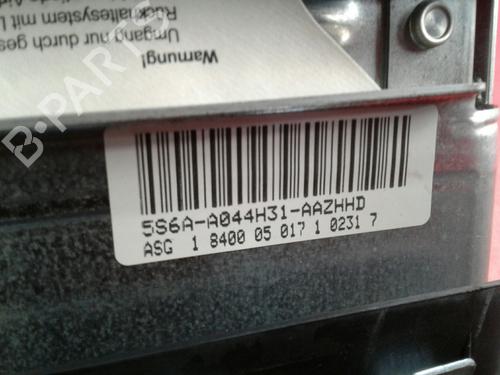 Warnung!
Umgang nur durch ges
Rückhaltesystem mit L
5S6A-A044H31-AAZHHD
ASG 1 8400 05 017 1 0231 7
B-PARTS